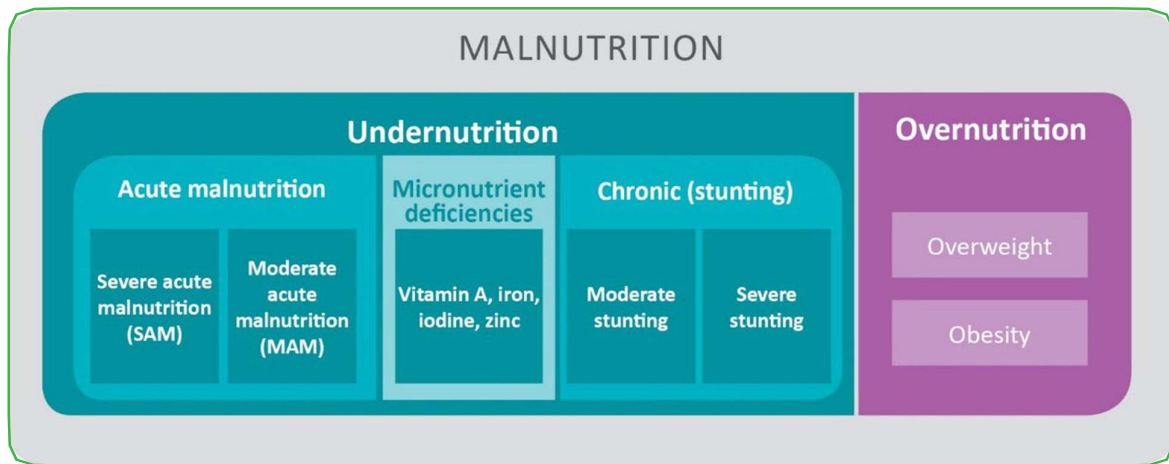 MALNUTRITION
Undernutrition
Acute malnutrition
Severe acute
malnutrition
(SAM)
Moderate
acute
malnutrition
(MAM)
Micronutrient
deficiencies
Vitamin A, iron,
iodine, zinc
Chronic (stunting)
Moderate
stunting
Severe
stunting
Overnutrition
Overweight
Obesity